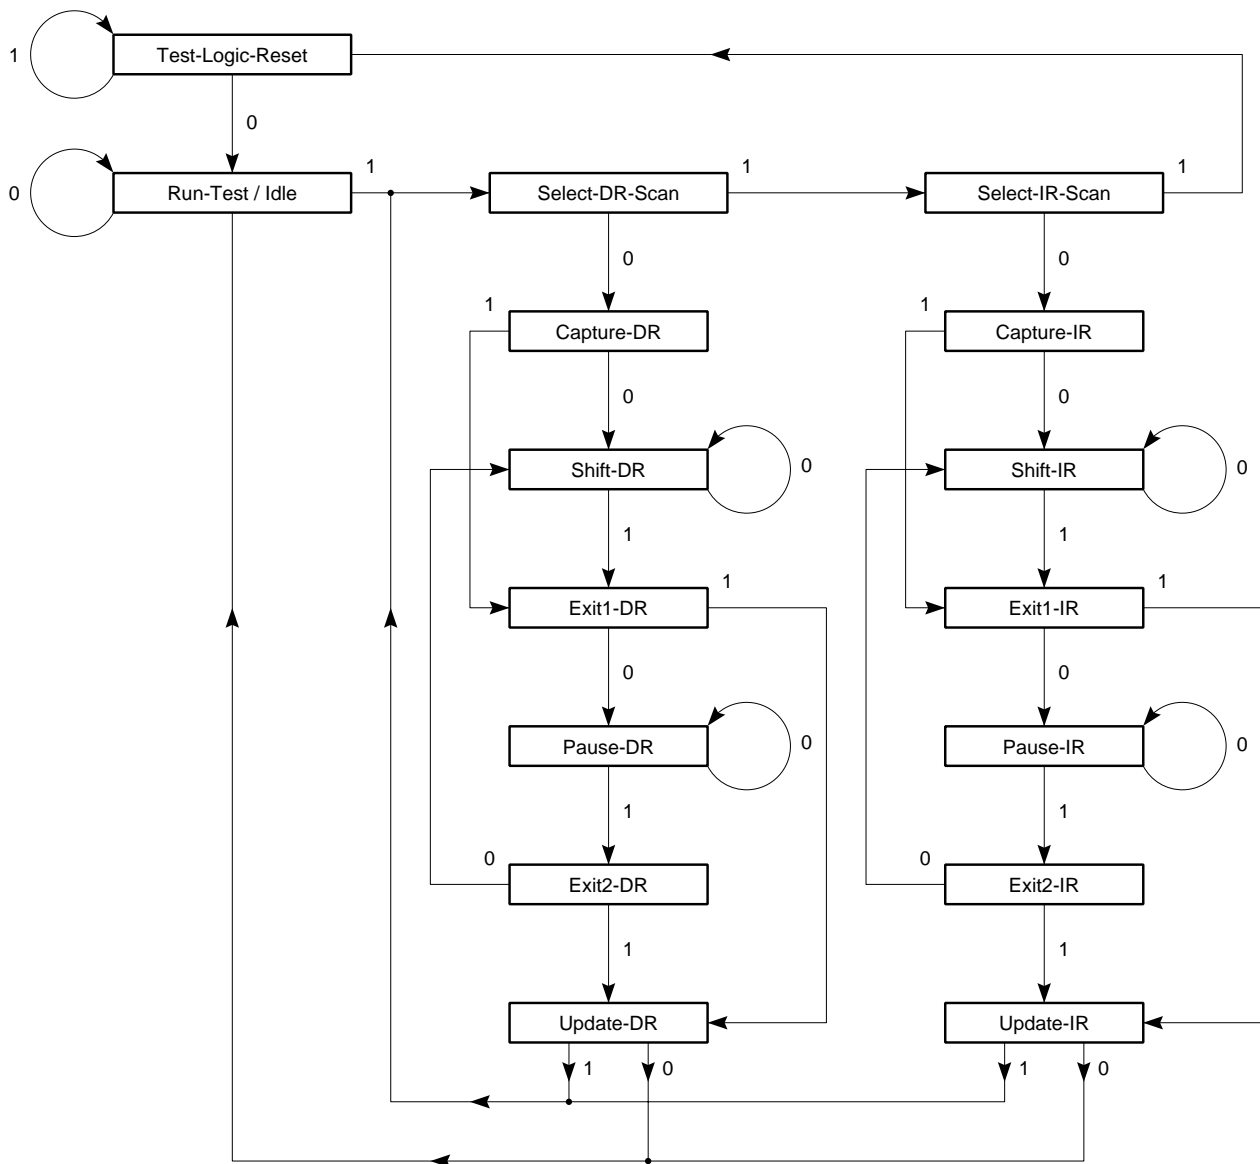 1
Test-Logic-Reset
0
0
Run-Test / Idle
1
Select-DR-Scan
1
Select-IR-Scan
1
0
0
1
Capture-DR
1
Capture-IR
0
0
Shift-DR
0
Shift-IR
0
1
1
Exit1-DR
1
Exit1-IR
1
0
0
Pause-DR
0
Pause-IR
0
1
1
0
Exit2-DR
0
Exit2-IR
1
1
Update-DR
Update-IR
1
0
1
0